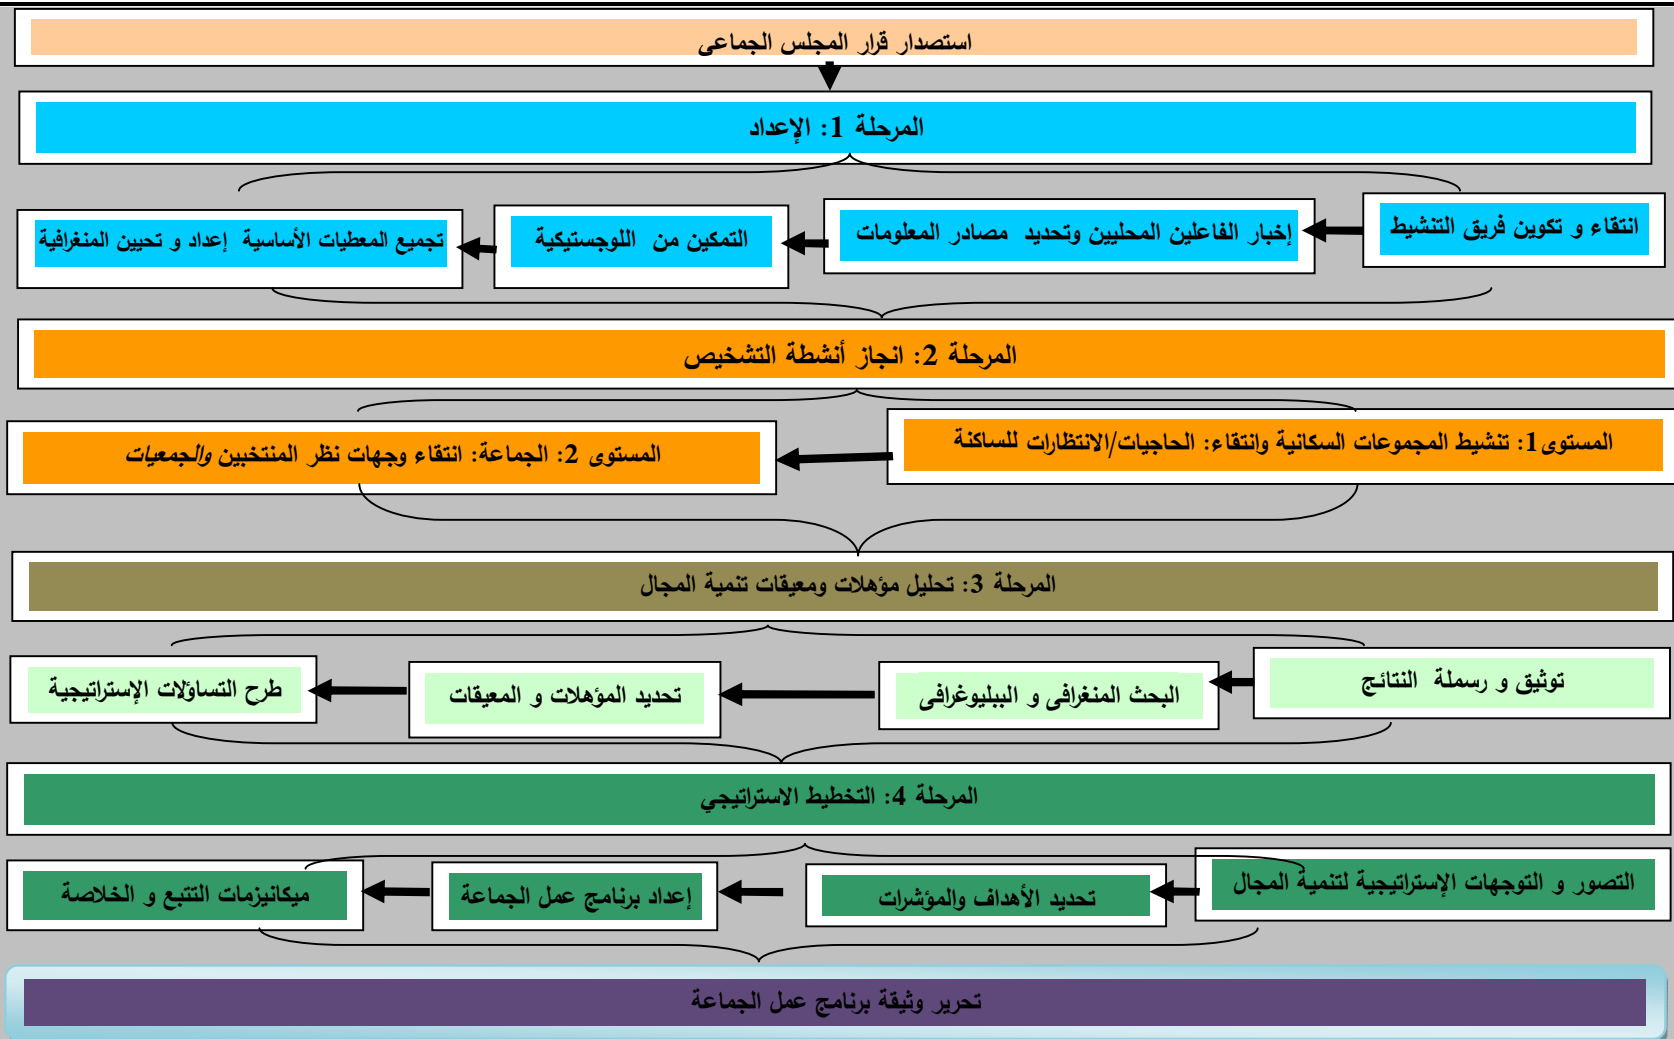 استصدار قرار المجلس الجماعي
المرحلة 1: الإعداد
انتقاء و تكوين فريق التنشيط
إخبار الفاعلين المحليين وتحديد مصادر المعلومات
التمكين من اللوجستيكية
تجميع المعطيات الأساسية إعداد و تحيين المنغرافية
المرحلة 2: انجاز أنشطة التشخيص
المستوى1: تنشيط المجموعات السكانية وانتقاء: الحاجيات/الانتظارات للساكنة
المستوى 2: الجماعة: انتقاء وجهات نظر المنتخبين والجمعيات
المرحلة 3: تحليل مؤهلات ومعيقات تنمية المجال
توثيق و رسملة النتائج
البحث المنغرافي و الببليوغرافي
تحديد المؤهلات و المعيقات
طرح التساؤلات الإستراتيجية
المرحلة 4: التخطيط الاستراتيجي
التصور و التوجهات الإستراتيجية لتنمية المجال
تحديد الأهداف والمؤشرات
إعداد برنامج عمل الجماعة
ميكانيزمات التتبع و الخلاصة
تحرير وثيقة برنامج عمل الجماعة